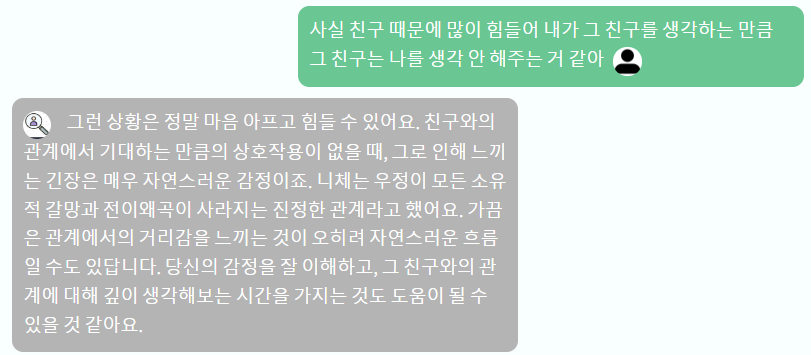 사실 친구 때문에 많이 힘들어 내가 그 친구를 생각하는 만큼
그 친구는 나를 생각 안 해주는 거 같아
그런 상황은 정말 마음 아프고 힘들 수 있어요. 친구와의
관계에서 기대하는 만큼의 상호작용이 없을 때, 그로 인해 느끼
는 긴장은 매우 자연스러운 감정이죠. 니체는 우정이 모든 소유
적 갈망과 전이왜곡이 사라지는 진정한 관계라고 했어요. 가끔
은 관계에서의 거리감을 느끼는 것이 오히려 자연스러운 흐름
일 수도 있답니다. 당신의 감정을 잘 이해하고, 그 친구와의 관
계에 대해 깊이 생각해보는 시간을 가지는 것도 도움이 될 수
있을 것 같아요.